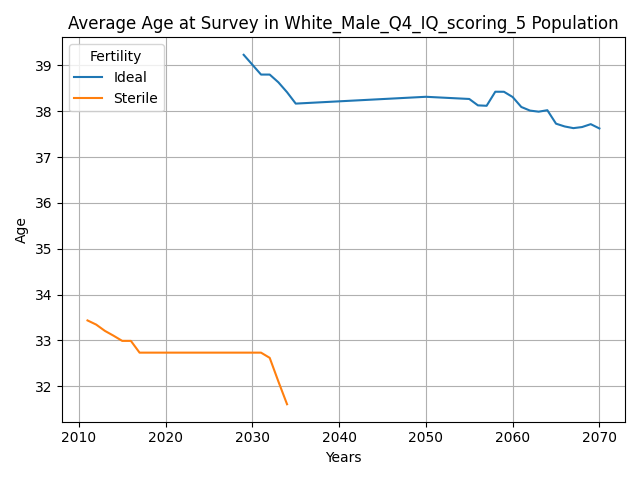 Average Age at Survey in White_Male_Q4_IQ_scoring_5 Population
Fertility
Ideal
Sterile
Age
39
38
37
36
35
34
33
32
2010 2020 2030 2040 2050 2060 2070
Years